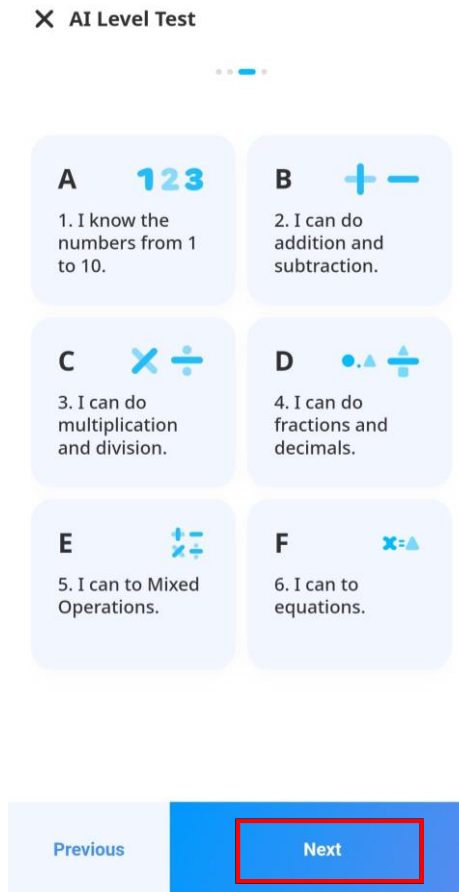 AI Level Test
A 123
1. I know the
numbers from 1
to 10.
B + −
2. I can do
addition and
subtraction.
C × ÷
3. I can do
multiplication
and division.
D
4. I can do
fractions and
decimals.
E + − × ÷
5. I can to Mixed
Operations.
F x=△
6. I can to
equations.
Previous
Next